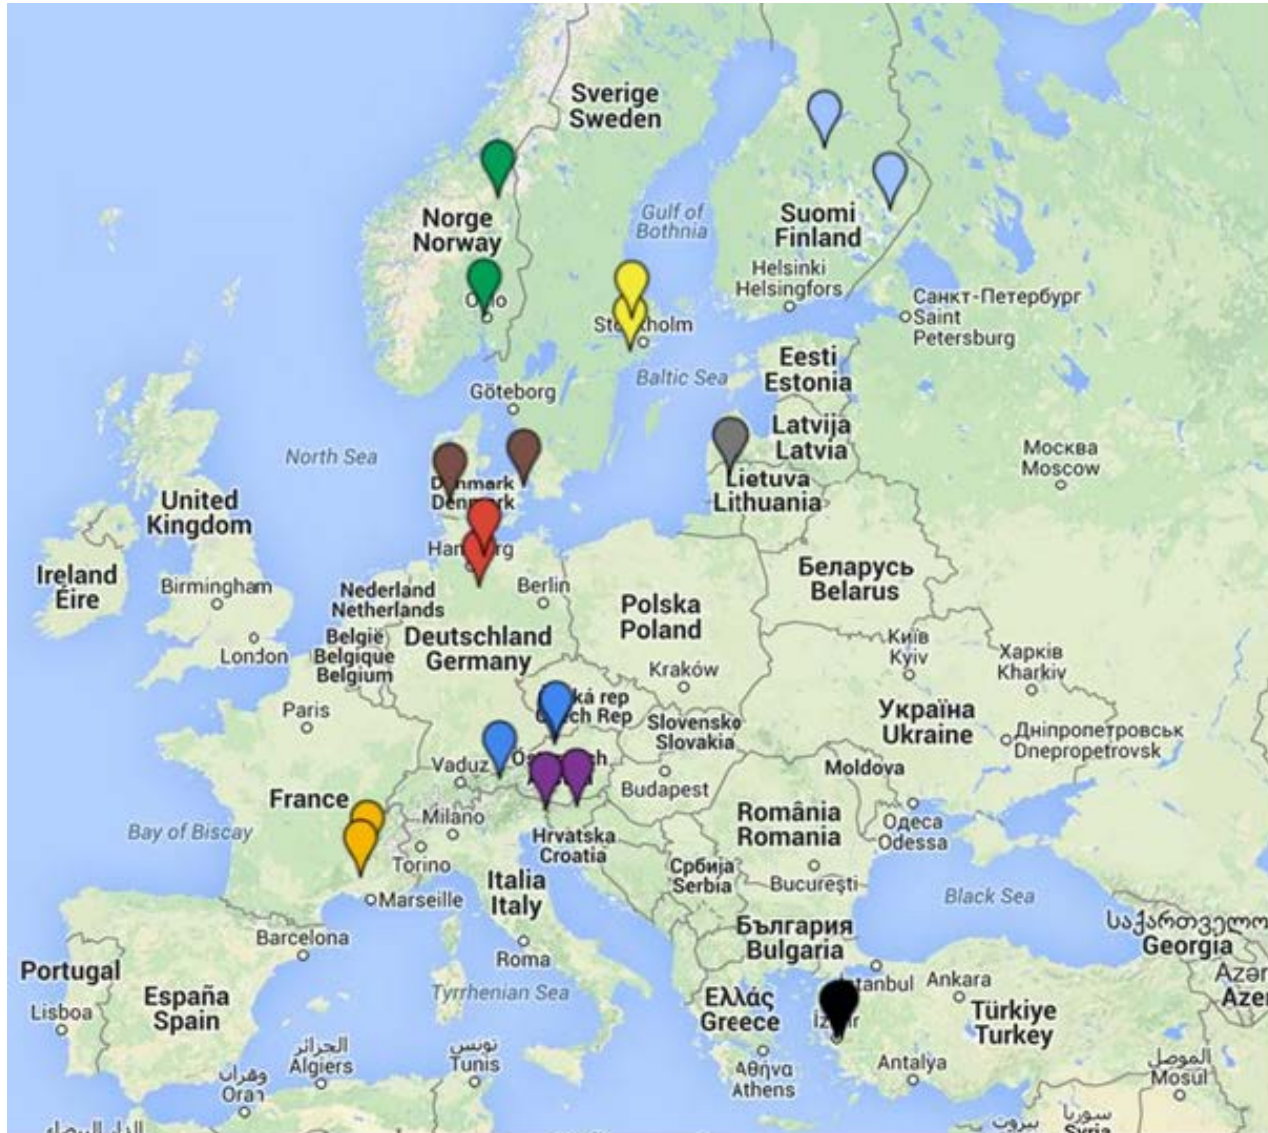 Sverige
Sweden
Norge
Norway
Gulf of
Bothnia
Suomi
Finland
Helsinki
Helsingfors
Санкт-Петербург
Saint
Petersburg
Eesti
Estonia
Baltic Sea
Göteborg
Latvija
Latvia
Москва
Moscow
North Sea
Lietuva
Lithuania
United
Kingdom
Ireland
Éire
Birmingham
London
Nederland
Netherlands
België
Belgique
Belgium
Berlin
Deutschland
Germany
Polska
Poland
Беларусь
Belarus
Київ
Kyiv
Харків
Kharkiv
Kraków
Paris
Slovensko
Slovakia
Україна
Ukraine
Дніпропетровськ
Dnepropetrovsk
Vaduz
Budapest
Moldova
France
Bay of Biscay
Milano
Torino
Marseille
Hrvatska
Croatia
România
Romania
Одеса
Odessa
Србија
Serbia
București
Black Sea
Italia
Italy
Roma
Barcelona
България
Bulgaria
საქართველო
Georgia
Portugal
Lisboa
España
Spain
Tyrrhenian Sea
Ελλάς
Greece
Αθήνα
Athens
Ankara
Türkiye
Turkey
Antalya
الجزائر
Algiers
تونس
Tunis
وهران
Oran
الموصل
Mosul
سوريا